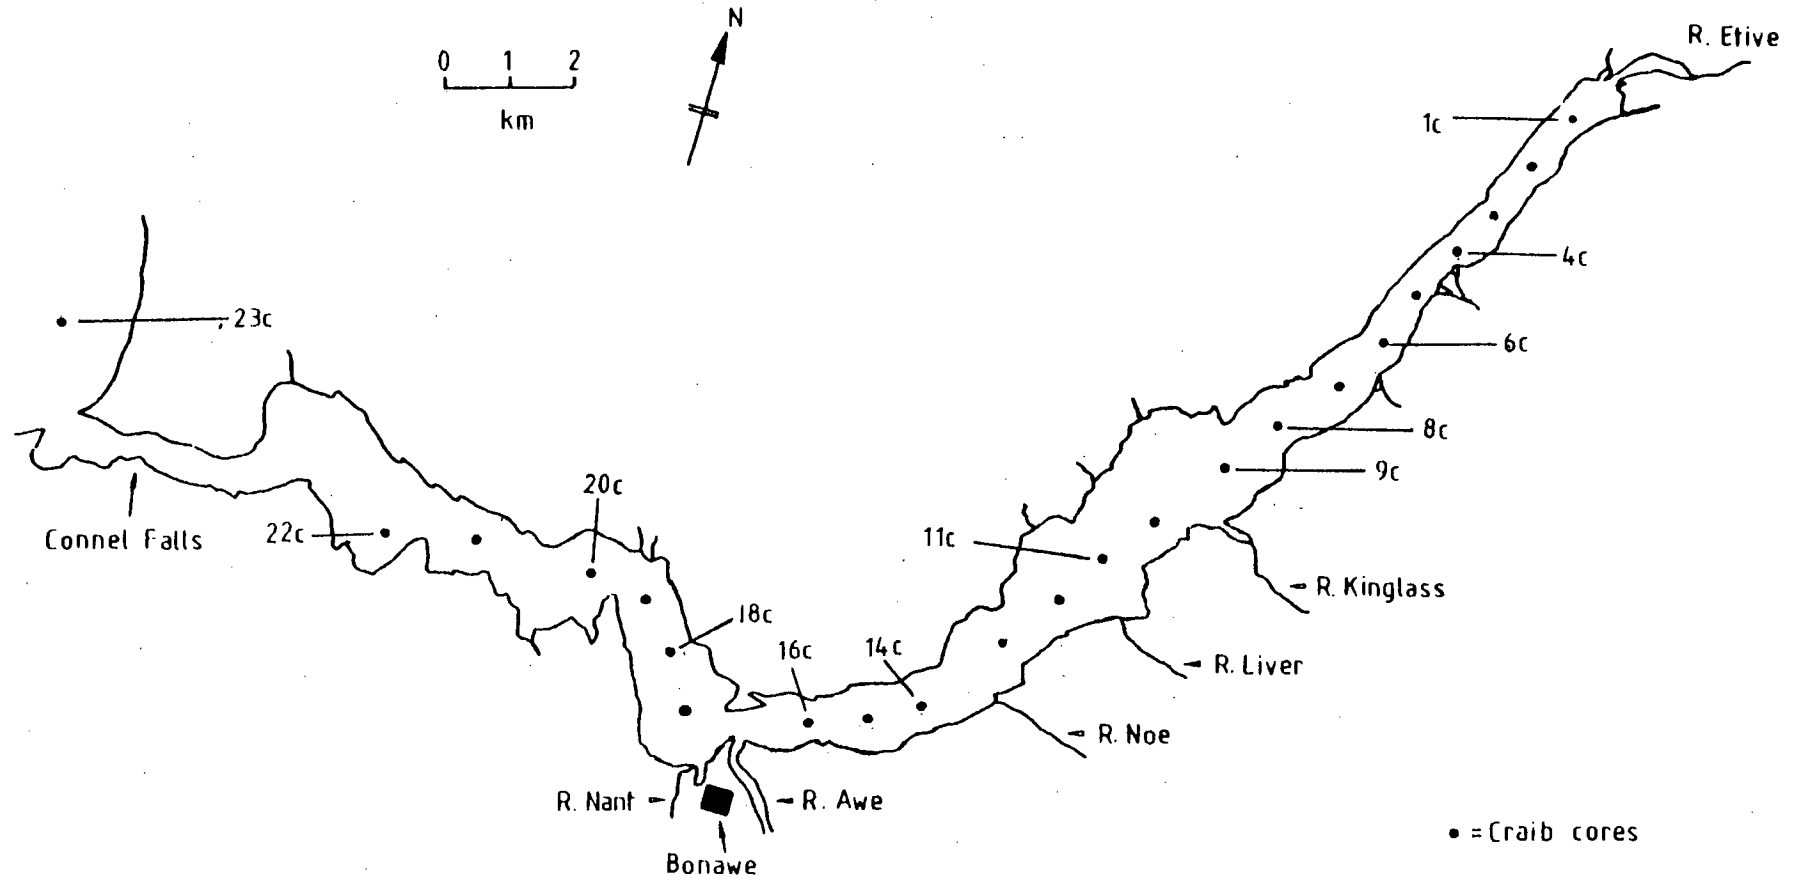 N
R. Etive
0 1 2
km
1c
4c
23c
6c
8c
9c
20c
22c
Connel Falls
11c
R. Kinglass
18c
16c
14c
R. Liver
R. Noe
R. Nant
R. Awe
Bonawe
• = Craib cores